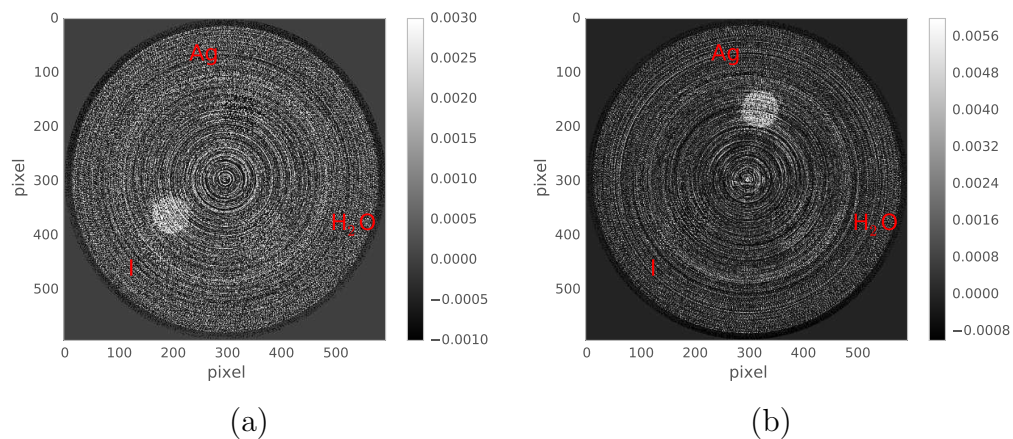 0
100
200
300
400
500
pixel
0 100 200 300 400 500
pixel
Ag
H₂O
I
0.0030
0.0025
0.0020
0.0015
0.0010
0.0005
0.0000
−0.0005
−0.0010
(a)
0
100
200
300
400
500
pixel
0 100 200 300 400 500
pixel
Ag
H₂O
I
0.0056
0.0048
0.0040
0.0032
0.0024
0.0016
0.0008
0.0000
−0.0008
(b)